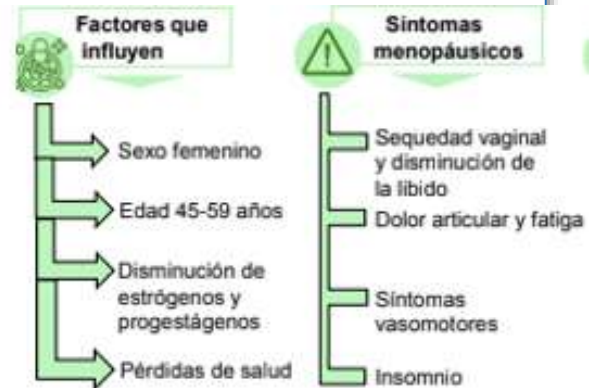 Factores que
influyen
Sexo femenino
Edad 45-59 años
Disminución de
estrógenos y
progestágenos
Pérdidas de salud
Síntomas
menopáusicos
Sequedad vaginal
y disminución de
la libido
Dolor articular y fatiga
Síntomas
vasomotores
Insomnio